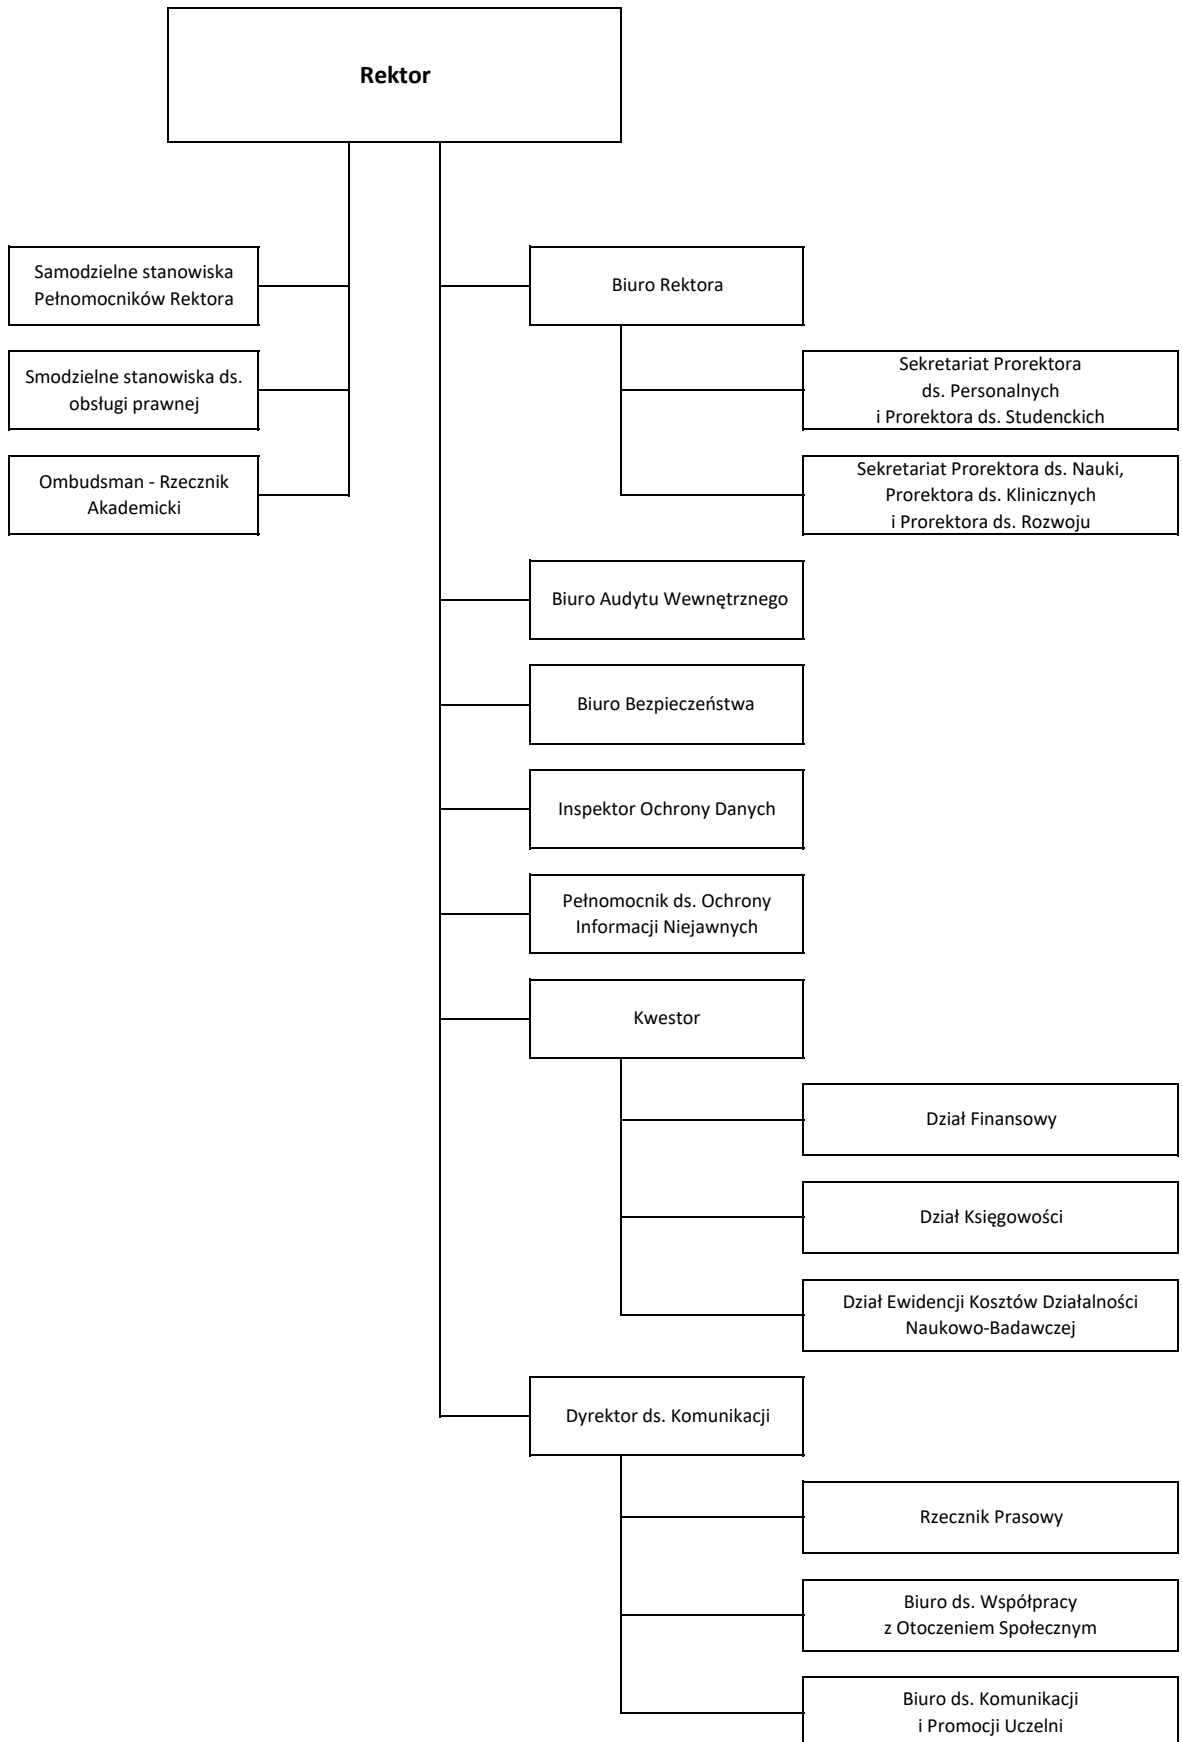 Rektor
Samodzielne stanowiska
Pełnomocników Rektora
Biuro Rektora
Smodzielne stanowiska ds.
obsługi prawnej
Sekretariat Prorektora
ds. Personalnych
i Prorektora ds. Studenckich
Ombudsman - Rzecznik
Akademicki
Sekretariat Prorektora ds. Nauki,
Prorektora ds. Klinicznych
i Prorektora ds. Rozwoju
Biuro Audytu Wewnętrznego
Biuro Bezpieczeństwa
Inspektor Ochrony Danych
Pełnomocnik ds. Ochrony
Informacji Niejawnych
Kwestor
Dział Finansowy
Dział Księgowości
Dział Ewidencji Kosztów Działalności
Naukowo-Badawczej
Dyrektor ds. Komunikacji
Rzecznik Prasowy
Biuro ds. Współpracy
z Otoczeniem Społecznym
Biuro ds. Komunikacji
i Promocji Uczelni